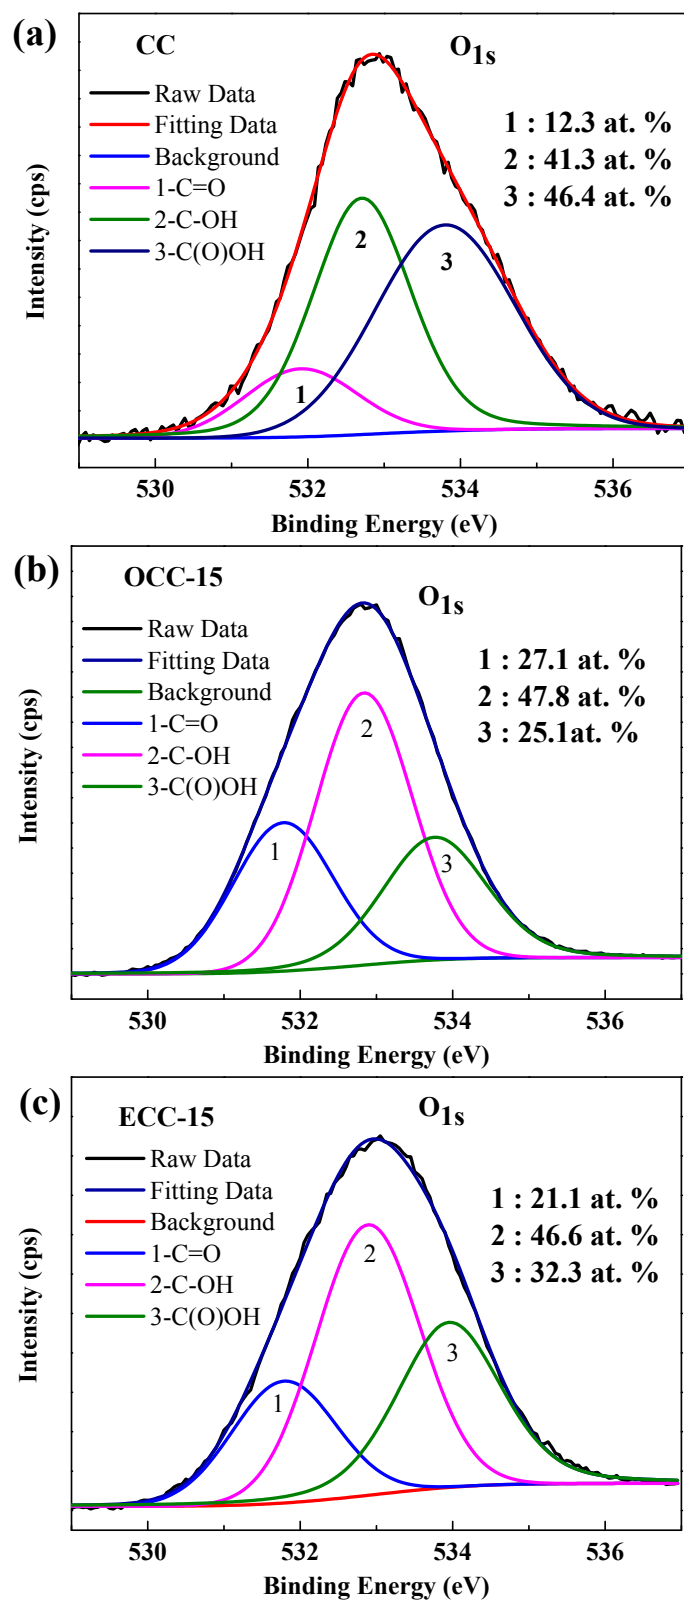 (a)
CC
O1s
Raw Data
Fitting Data
Background
1-C=O
2-C-OH
3-C(O)OH
1 : 12.3 at. %
2 : 41.3 at. %
3 : 46.4 at. %
1
2
3
Intensity (cps)
530 532 534 536
Binding Energy (eV)
(b)
OCC-15
O1s
Raw Data
Fitting Data
Background
1-C=O
2-C-OH
3-C(O)OH
1 : 27.1 at. %
2 : 47.8 at. %
3 : 25.1at. %
1
2
3
Intensity (cps)
530 532 534 536
Binding Energy (eV)
(c)
ECC-15
O1s
Raw Data
Fitting Data
Background
1-C=O
2-C-OH
3-C(O)OH
1 : 21.1 at. %
2 : 46.6 at. %
3 : 32.3 at. %
1
2
3
Intensity (cps)
530 532 534 536
Binding Energy (eV)